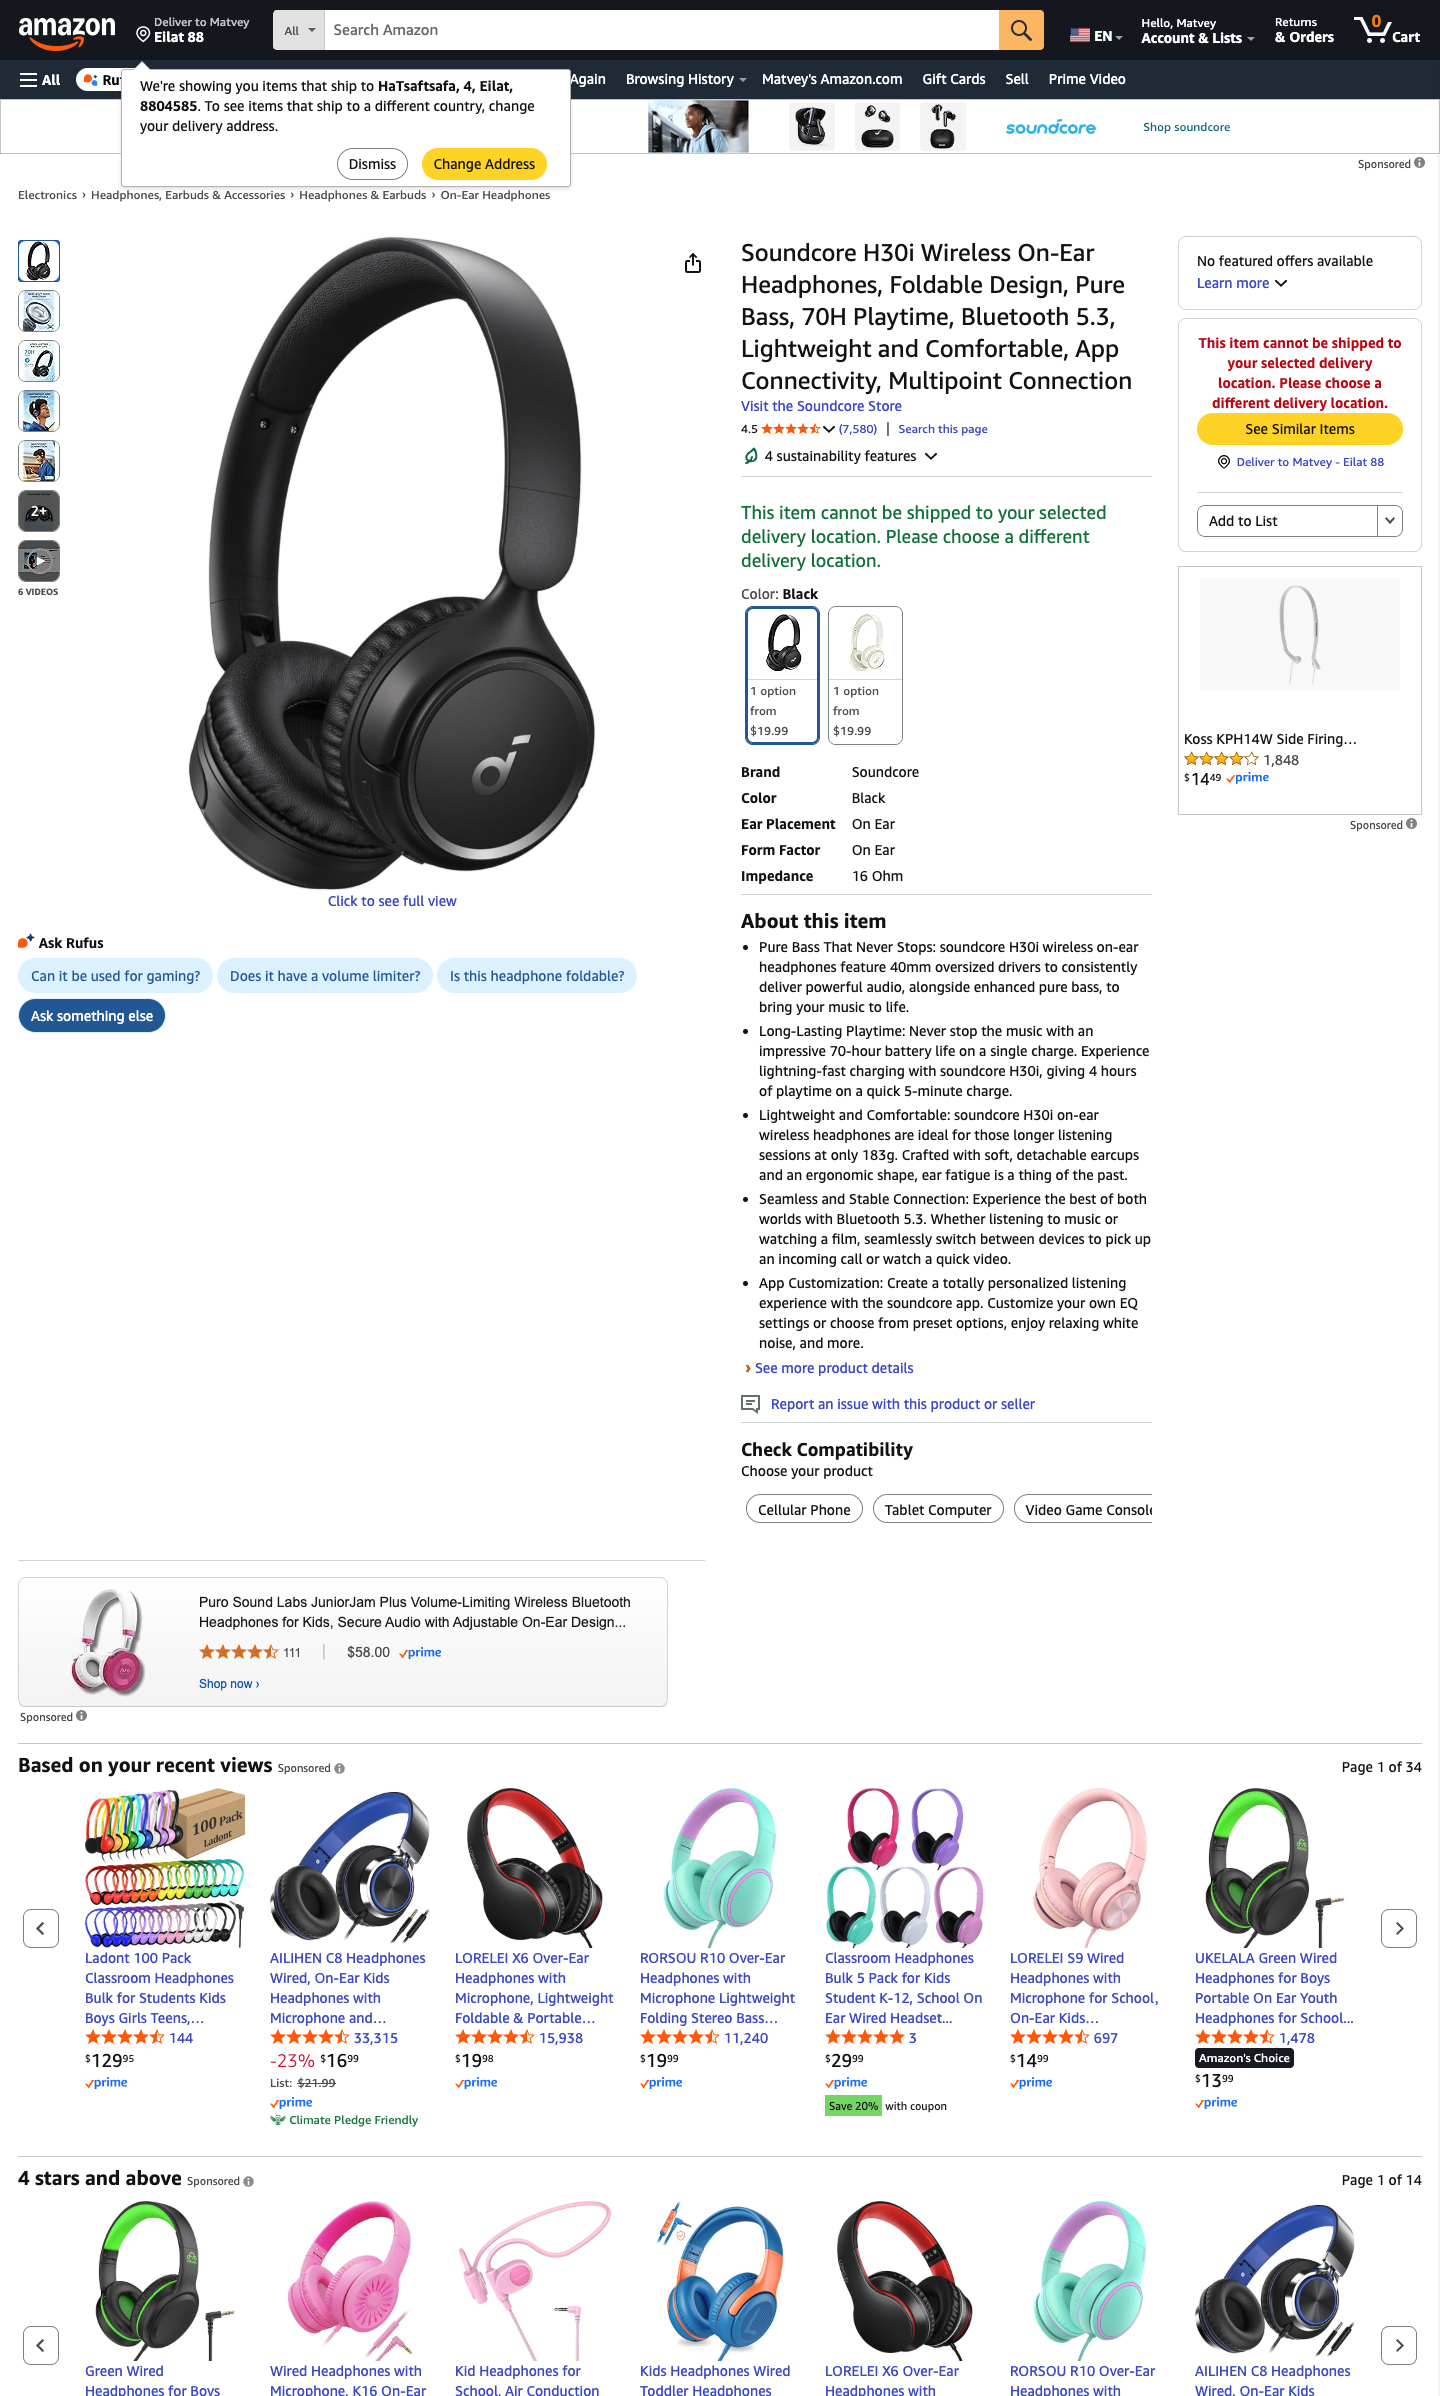 amazon
Deliver to Matvey
Eilat 88
All
Search Amazon
EN
Hello, Matvey
Account & Lists
Returns
& Orders
0
Cart
All
Ru
Again
Browsing History
Matvey's Amazon.com
Gift Cards
Sell
Prime Video
We're showing you items that ship to HaTsaftsafa, 4, Eilat,
8804585. To see items that ship to a different country, change
your delivery address.
Dismiss
Change Address
soundcore
Shop soundcore
Sponsored
Electronics › Headphones, Earbuds & Accessories › Headphones & Earbuds › On-Ear Headphones
2+
6 VIDEOS
Click to see full view
Ask Rufus
Can it be used for gaming?
Does it have a volume limiter?
Is this headphone foldable?
Ask something else
Soundcore H30i Wireless On-Ear
Headphones, Foldable Design, Pure
Bass, 70H Playtime, Bluetooth 5.3,
Lightweight and Comfortable, App
Connectivity, Multipoint Connection
Visit the Soundcore Store
4.5 (7,580) | Search this page
4 sustainability features
This item cannot be shipped to your selected
delivery location. Please choose a different
delivery location.
Color: Black
1 option
from
$19.99
1 option
from
$19.99
Brand Soundcore
Color Black
Ear Placement On Ear
Form Factor On Ear
Impedance 16 Ohm
About this item
• Pure Bass That Never Stops: soundcore H30i wireless on-ear
headphones feature 40mm oversized drivers to consistently
deliver powerful audio, alongside enhanced pure bass, to
bring your music to life.
• Long-Lasting Playtime: Never stop the music with an
impressive 70-hour battery life on a single charge. Experience
lightning-fast charging with soundcore H30i, giving 4 hours
of playtime on a quick 5-minute charge.
• Lightweight and Comfortable: soundcore H30i on-ear
wireless headphones are ideal for those longer listening
sessions at only 183g. Crafted with soft, detachable earcups
and an ergonomic shape, ear fatigue is a thing of the past.
• Seamless and Stable Connection: Experience the best of both
worlds with Bluetooth 5.3. Whether listening to music or
watching a film, seamlessly switch between devices to pick up
an incoming call or watch a quick video.
• App Customization: Create a totally personalized listening
experience with the soundcore app. Customize your own EQ
settings or choose from preset options, enjoy relaxing white
noise, and more.
› See more product details
Report an issue with this product or seller
Check Compatibility
Choose your product
Cellular Phone
Tablet Computer
Video Game Console
No featured offers available
Learn more
This item cannot be shipped to
your selected delivery
location. Please choose a
different delivery location.
See Similar Items
Deliver to Matvey - Eilat 88
Add to List
Koss KPH14W Side Firing…
1,848
$14.49 prime
Sponsored
Puro Sound Labs JuniorJam Plus Volume-Limiting Wireless Bluetooth
Headphones for Kids, Secure Audio with Adjustable On-Ear Design...
111 | $58.00 prime
Shop now ›
Sponsored
Based on your recent views Sponsored
Page 1 of 34
100 Pack
Ladont
Ladont 100 Pack
Classroom Headphones
Bulk for Students Kids
Boys Girls Teens,…
144
$129.95
prime
AILIHEN C8 Headphones
Wired, On-Ear Kids
Headphones with
Microphone and…
33,315
-23% $16.99
List: $21.99
prime
Climate Pledge Friendly
LORELEI X6 Over-Ear
Headphones with
Microphone, Lightweight
Foldable & Portable…
15,938
$19.98
prime
RORSOU R10 Over-Ear
Headphones with
Microphone Lightweight
Folding Stereo Bass…
11,240
$19.99
prime
Classroom Headphones
Bulk 5 Pack for Kids
Student K-12, School On
Ear Wired Headset…
3
$29.99
prime
Save 20% with coupon
LORELEI S9 Wired
Headphones with
Microphone for School,
On-Ear Kids…
697
$14.99
prime
UKELALA Green Wired
Headphones for Boys
Portable On Ear Youth
Headphones for School…
1,478
Amazon's Choice
$13.99
prime
4 stars and above Sponsored
Page 1 of 14
Green Wired
Headphones for Boys
Wired Headphones with
Microphone, K16 On-Ear
Kid Headphones for
School, Air Conduction
Kids Headphones Wired
Toddler Headphones
LORELEI X6 Over-Ear
Headphones with
RORSOU R10 Over-Ear
Headphones with
AILIHEN C8 Headphones
Wired, On-Ear Kids